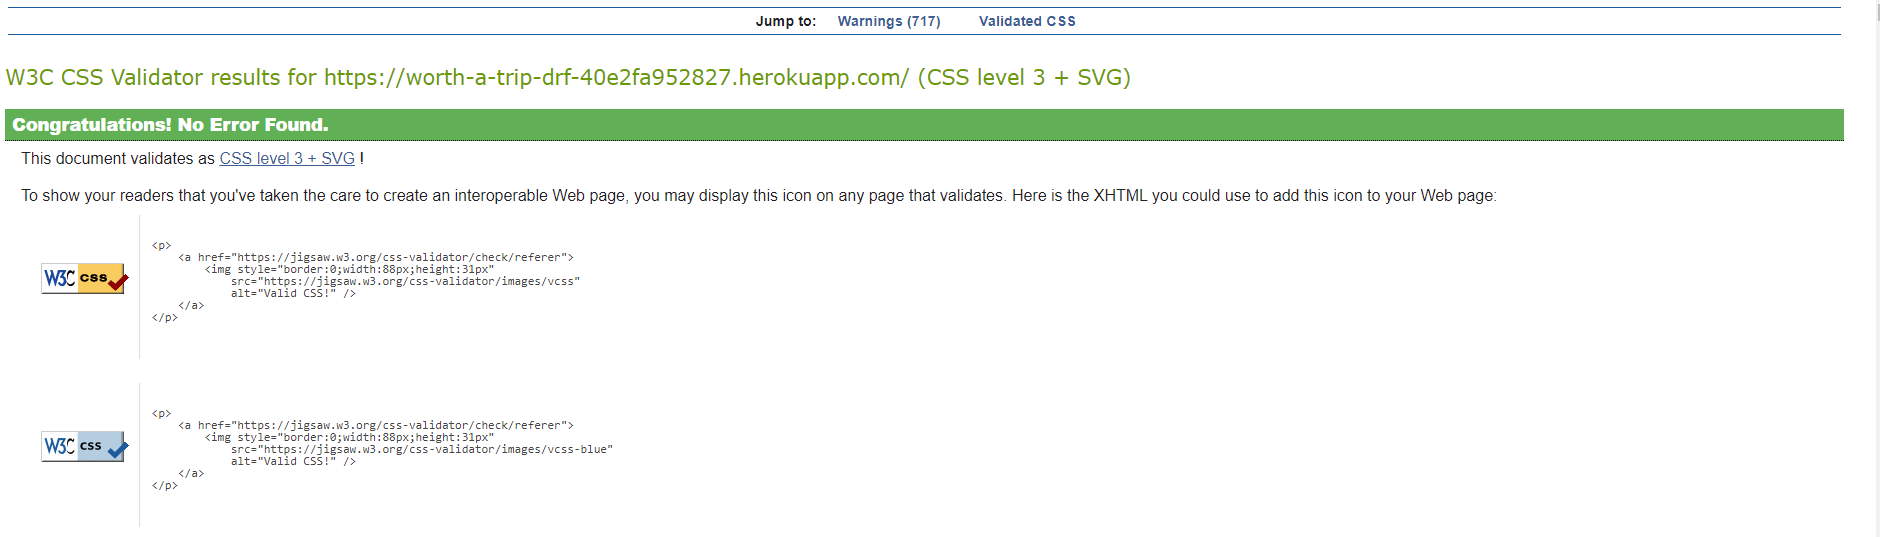 Jump to: Warnings (717) Validated CSS
W3C CSS Validator results for https://worth-a-trip-drf-40e2fa952827.herokuapp.com/ (CSS level 3 + SVG)
Congratulations! No Error Found.
This document validates as CSS level 3 + SVG !
To show your readers that you've taken the care to create an interoperable Web page, you may display this icon on any page that validates. Here is the XHTML you could use to add this icon to your Web page:
<p>
<a href="https://jigsaw.w3.org/css-validator/check/referer">
<img style="border:0;width:88px;height:31px"
W3C css
src="https://jigsaw.w3.org/css-validator/images/vcss"
alt="Valid CSS!" />
</a>
</p>
<p>
<a href="https://jigsaw.w3.org/css-validator/check/referer">
<img style="border:0;width:88px;height:31px"
W3C css
src="https://jigsaw.w3.org/css-validator/images/vcss-blue"
alt="Valid CSS!" />
</a>
</p>